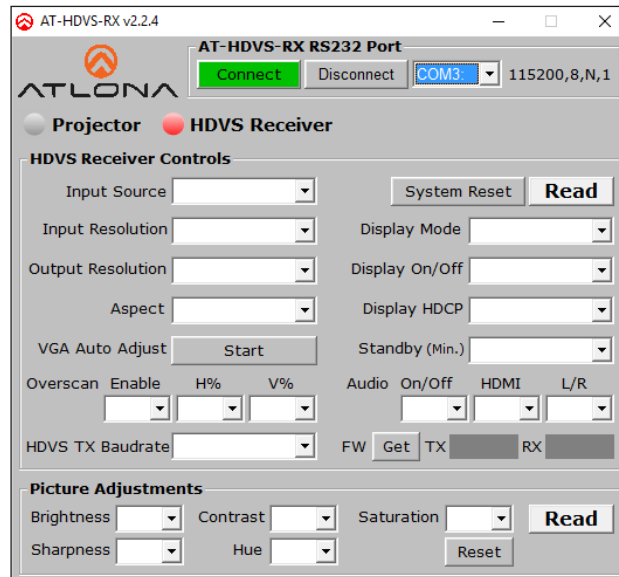 AT-HDVS-RX v2.2.4
AT-HDVS-RX RS232 Port
ATLONA
Connect Disconnect COM3: 115200,8,N,1
Projector HDVS Receiver
HDVS Receiver Controls
Input Source System Reset Read
Input Resolution Display Mode
Output Resolution Display On/Off
Aspect Display HDCP
VGA Auto Adjust Start Standby (Min.)
Overscan Enable H% V% Audio On/Off HDMI L/R
HDVS TX Baudrate FW Get TX RX
Picture Adjustments
Brightness Contrast Saturation Read
Sharpness Hue Reset